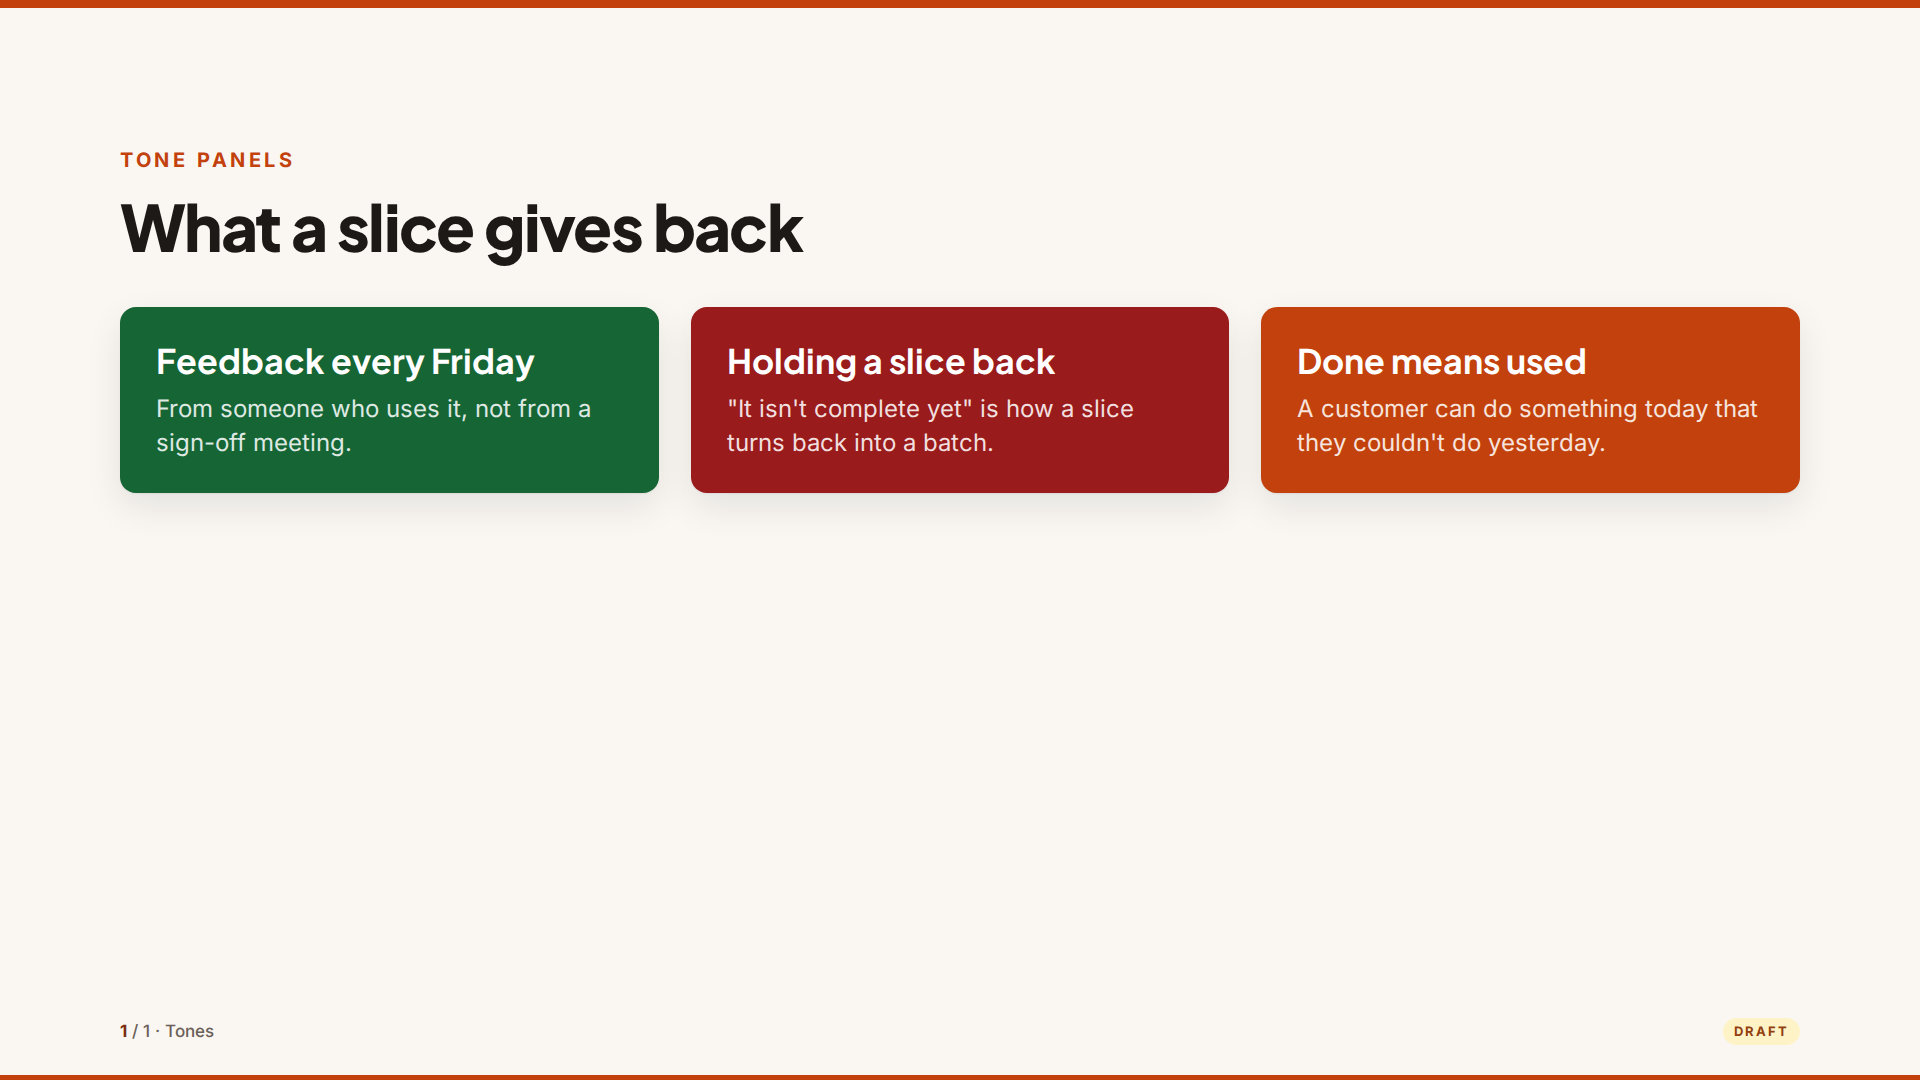 TONE PANELS
What a slice gives back
Feedback every Friday
From someone who uses it, not from a
sign-off meeting.
Holding a slice back
"It isn't complete yet" is how a slice
turns back into a batch.
Done means used
A customer can do something today that
they couldn't do yesterday.
1 / 1 · Tones
DRAFT